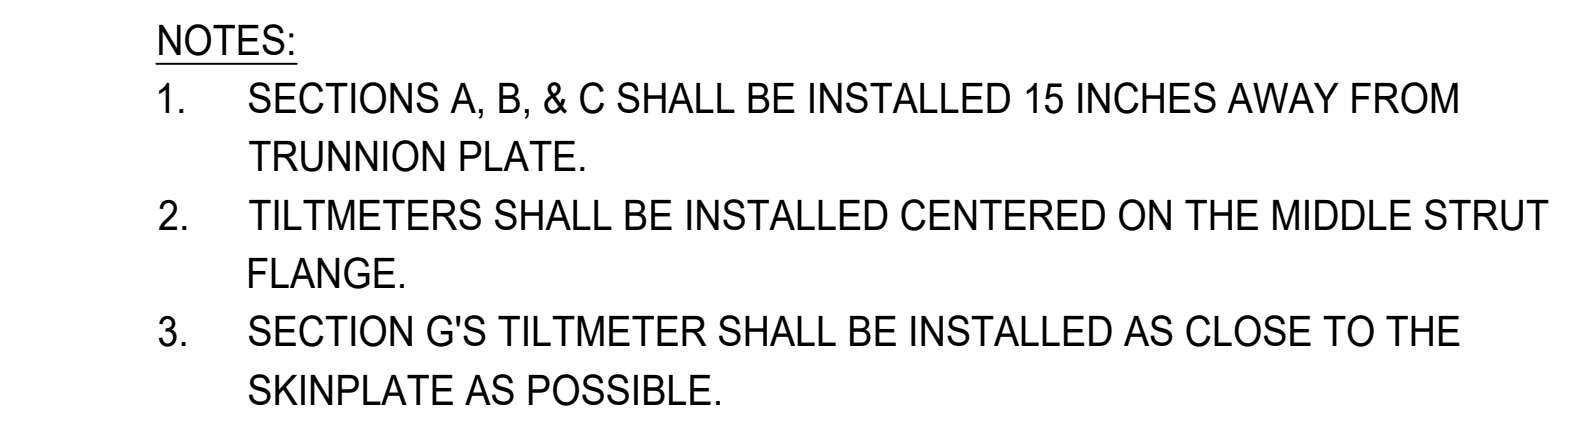 NOTES:
1. SECTIONS A, B, & C SHALL BE INSTALLED 15 INCHES AWAY FROM
TRUNNION PLATE.
2. TILTMETERS SHALL BE INSTALLED CENTERED ON THE MIDDLE STRUT
FLANGE.
3. SECTION G'S TILTMETER SHALL BE INSTALLED AS CLOSE TO THE
SKINPLATE AS POSSIBLE.